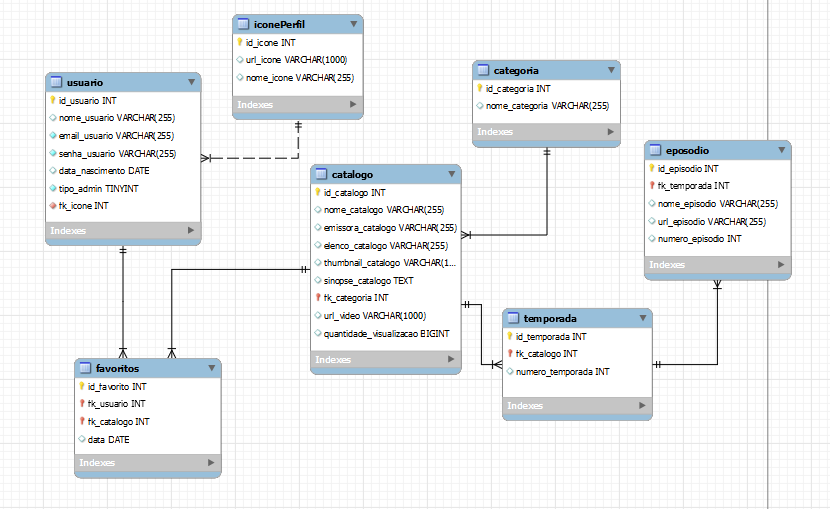 iconePerfil
id_icone INT
url_icone VARCHAR(1000)
nome_icone VARCHAR(255)
Indexes
usuario
id_usuario INT
nome_usuario VARCHAR(255)
email_usuario VARCHAR(255)
senha_usuario VARCHAR(255)
data_nascimento DATE
tipo_admin TINYINT
fk_icone INT
Indexes
categoria
id_categoria INT
nome_categoria VARCHAR(255)
Indexes
catalogo
id_catalogo INT
nome_catalogo VARCHAR(255)
emissora_catalogo VARCHAR(255)
elenco_catalogo VARCHAR(255)
thumbnail_catalogo VARCHAR(1...
sinopse_catalogo TEXT
fk_categoria INT
url_video VARCHAR(1000)
quantidade_visualizacao BIGINT
Indexes
eposodio
id_episodio INT
fk_temporada INT
nome_episodio VARCHAR(255)
url_episodio VARCHAR(255)
numero_episodio INT
Indexes
temporada
id_temporada INT
fk_catalogo INT
numero_temporada INT
Indexes
favoritos
id_favorito INT
fk_usuario INT
fk_catalogo INT
data DATE
Indexes